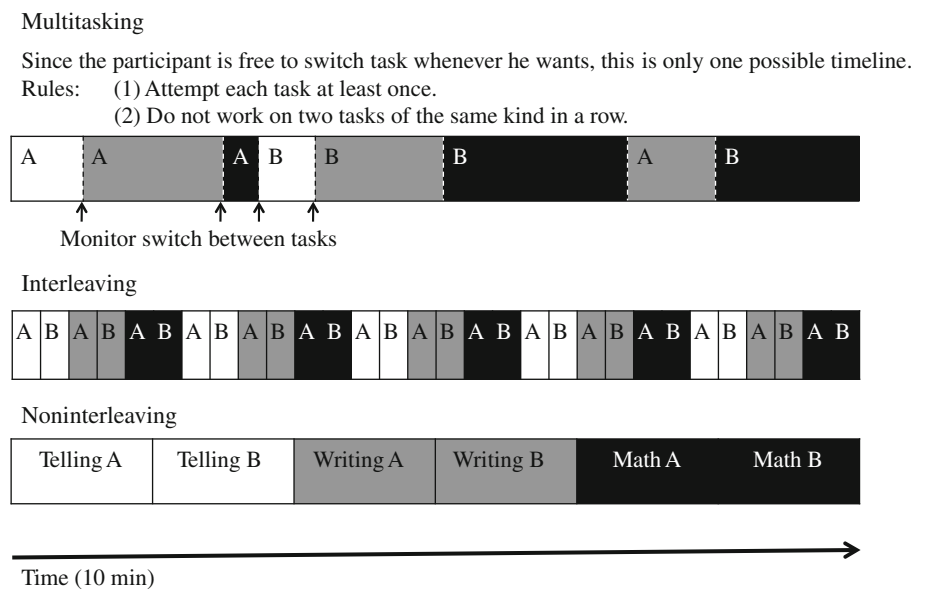 Multitasking
Since the participant is free to switch task whenever he wants, this is only one possible timeline.
Rules: (1) Attempt each task at least once.
(2) Do not work on two tasks of the same kind in a row.
A A A B B B A B
Monitor switch between tasks
Interleaving
A B A B A B A B A B A B A B A B A B A B A B A B A B A B A B
Noninterleaving
Telling A Telling B Writing A Writing B Math A Math B
Time (10 min)